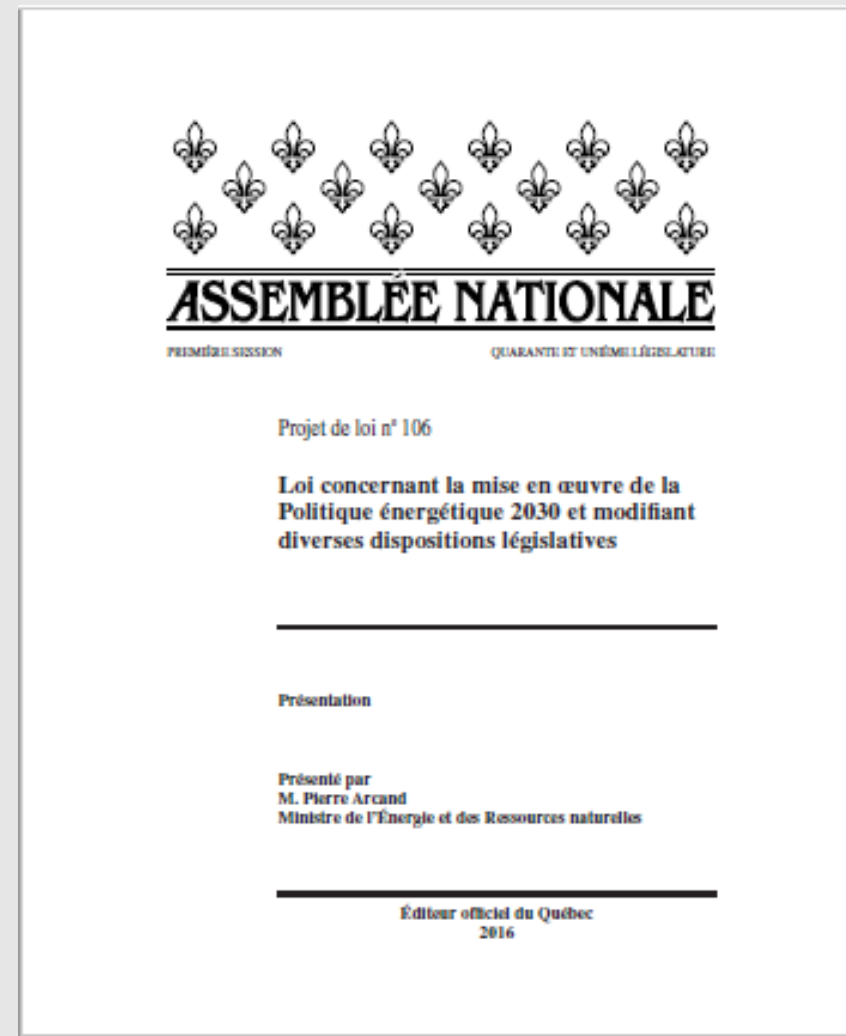 ASSEMBLÉE NATIONALE
PREMIÈRE SESSION QUARANTE ET UNIÈME LÉGISLATURE
Projet de loi nº 106
Loi concernant la mise en œuvre de la
Politique énergétique 2030 et modifiant
diverses dispositions législatives
Présentation
Présenté par
M. Pierre Arcand
Ministre de l'Énergie et des Ressources naturelles
Éditeur officiel du Québec
2016